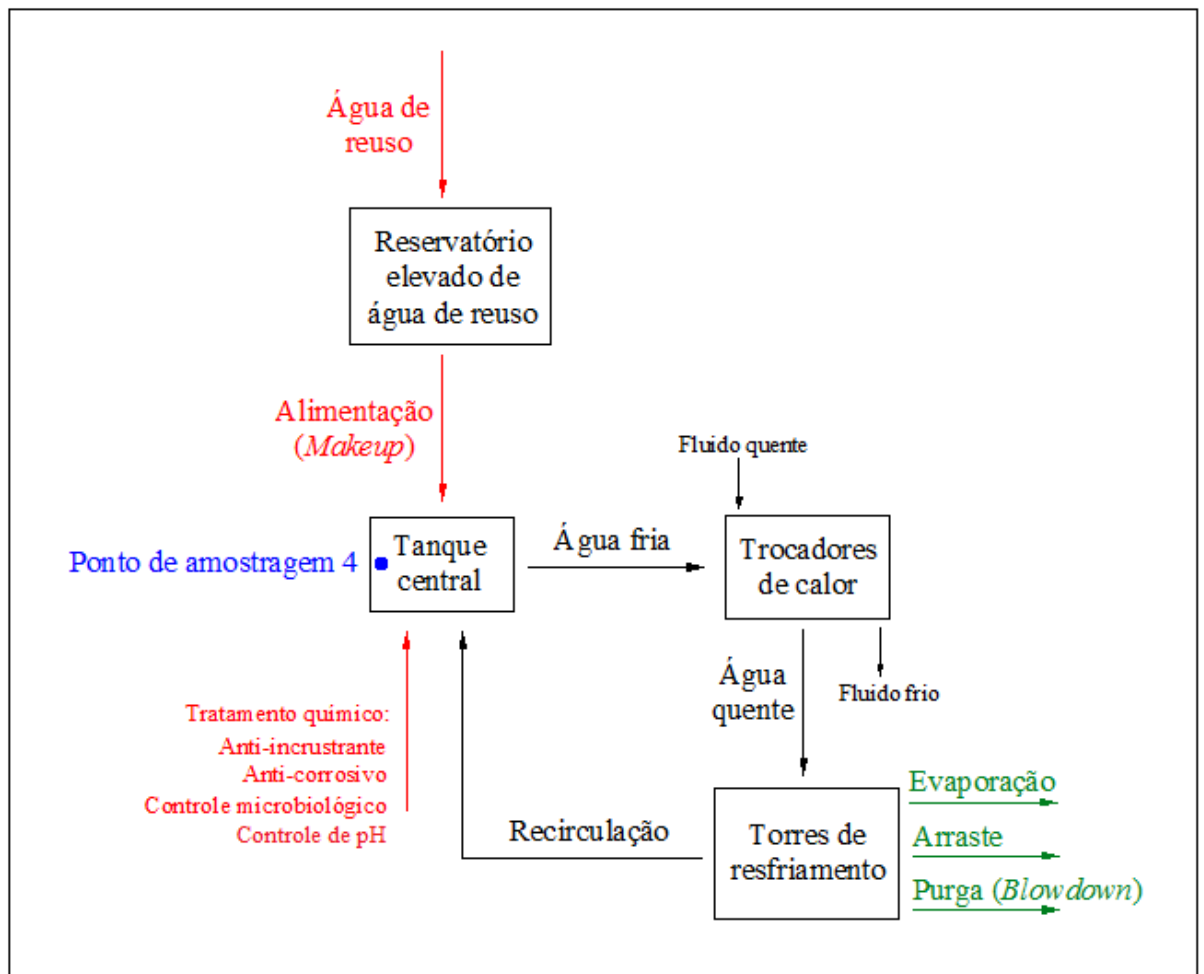 Água de
reuso
Reservatório
elevado de
água de reuso
Alimentação
(Makeup)
Fluido quente
Ponto de amostragem 4
Tanque
central
Água fria
Trocadores
de calor
Água
quente
Fluido frio
Tratamento químico:
Anti-incrustante
Anti-corrosivo
Controle microbiológico
Controle de pH
Recirculação
Torres de
resfriamento
Evaporação
Arraste
Purga (Blowdown)